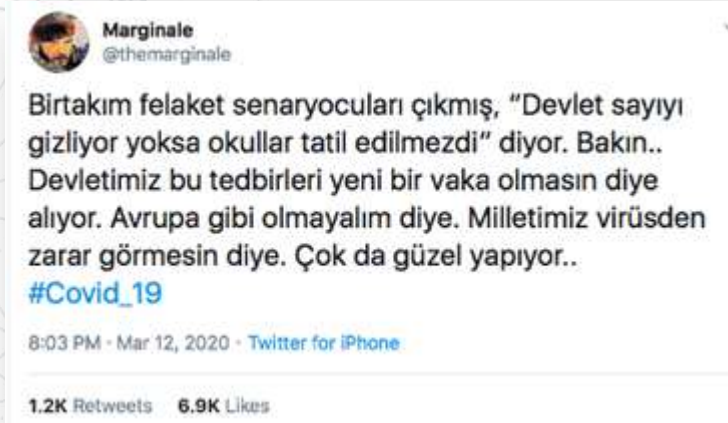 Marginale
@themarginale
Birtakım felaket senaryocuları çıkmış, “Devlet sayıyı
gizliyor yoksa okullar tatil edilmezdi” diyor. Bakın..
Devletimiz bu tedbirleri yeni bir vaka olmasın diye
alıyor. Avrupa gibi olmayalım diye. Milletimiz virüsden
zarar görmesin diye. Çok da güzel yapıyor..
#Covid_19
8:03 PM · Mar 12, 2020 · Twitter for iPhone
1.2K Retweets 6.9K Likes